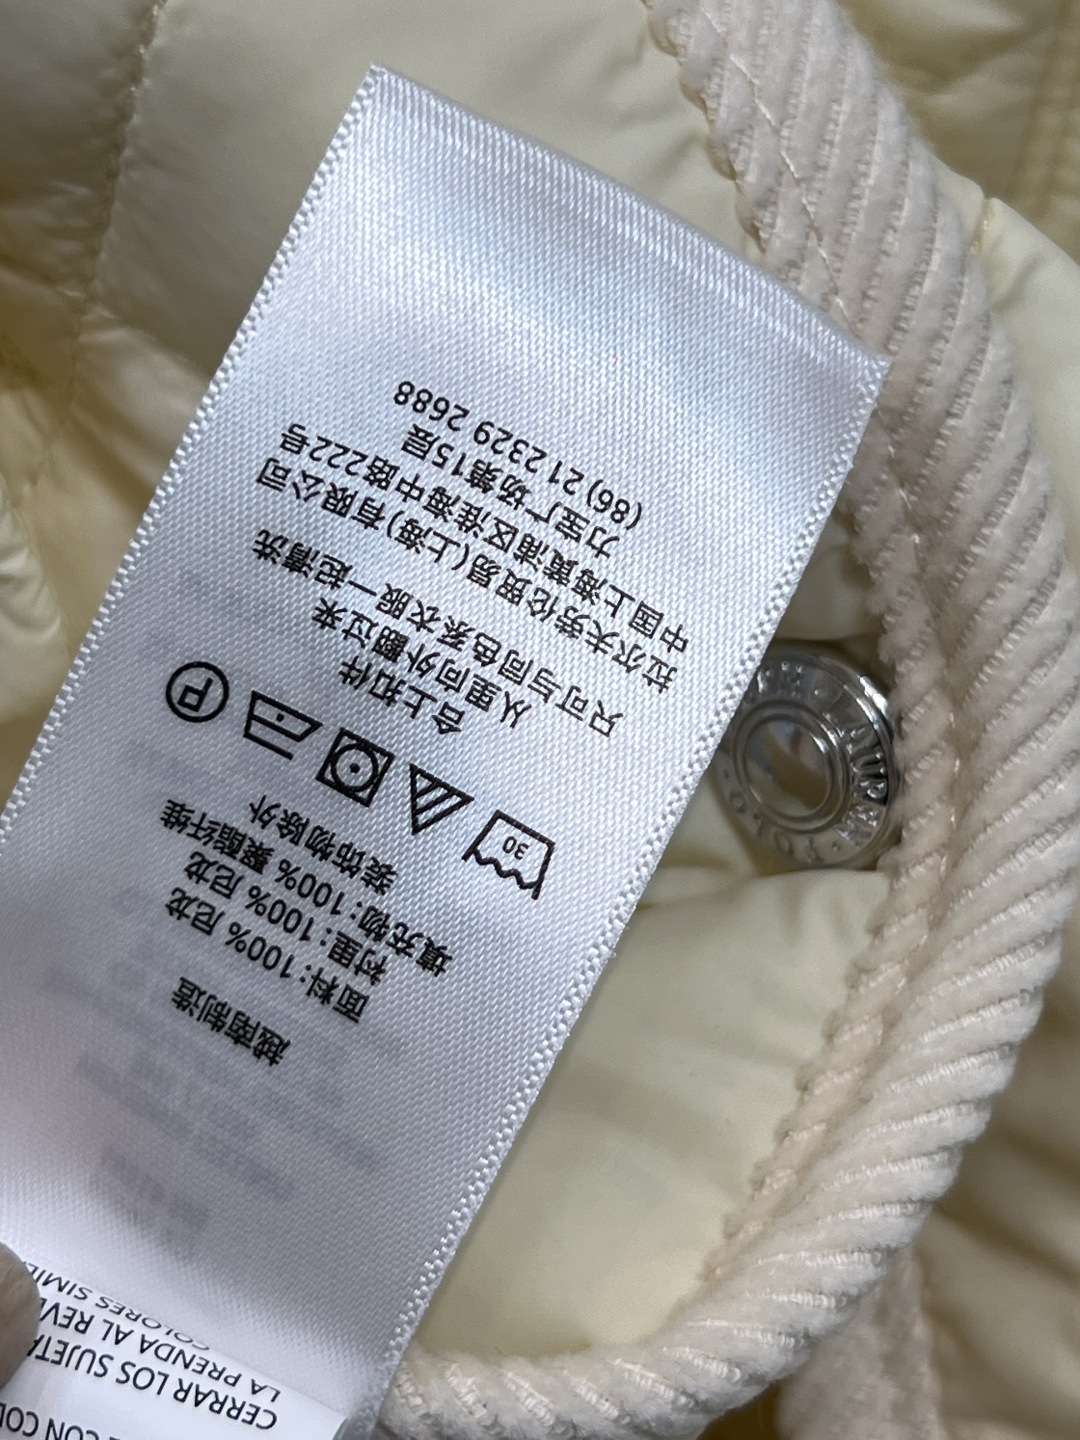 越南制造
面料:100% 尼龙
衬里:100% 尼龙
填充物:100% 聚酯纤维
装饰物除外
30
P
合上扣件
从里向外翻过来
只可与同色系衣服一起清洗
拉尔夫劳伦贸易(上海)有限公司
中国上海黄浦区淮海中路222号
力宝广场第15层
(86) 21 2329 2688
CON
CERRAR LOS
LA PRENDA AL
COLORES
POLO
LAUREN